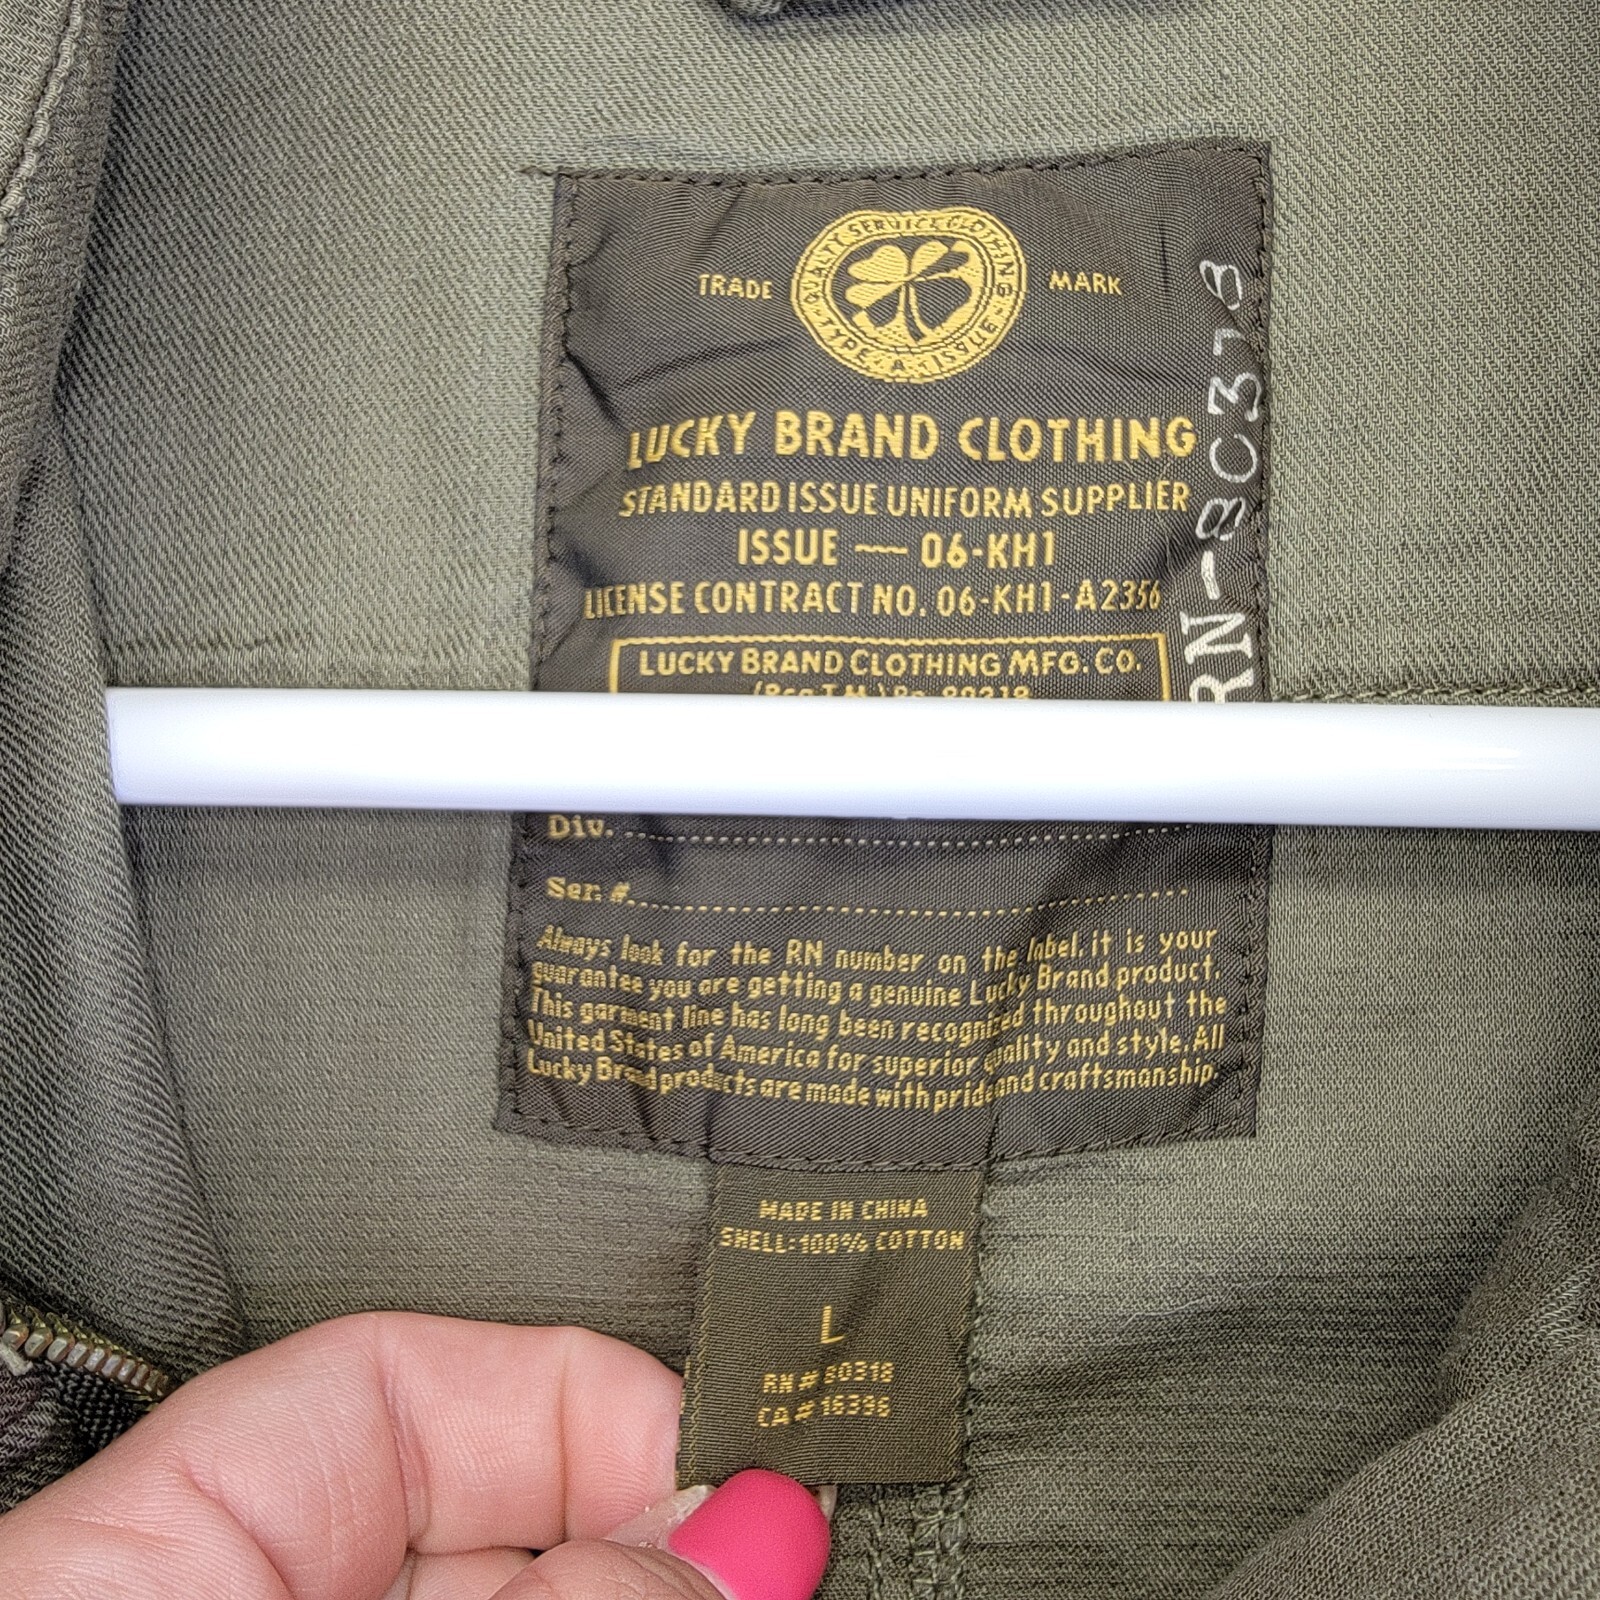 QUALITY SERVICE CLOTHING
TYPE A ISSUE
TRADE MARK
LUCKY BRAND CLOTHING
STANDARD ISSUE UNIFORM SUPPLIER
ISSUE — 06-KH1
LICENSE CONTRACT NO. 06-KH1-A2356
LUCKY BRAND CLOTHING MFG. CO.
RN-8C318
Div.
Ser. #
Always look for the RN number on the label. it is your
guarantee you are getting a genuine Lucky Brand product.
This garment line has long been recognized throughout the
United States of America for superior quality and style. All
Lucky Brand products are made with pride and craftsmanship.
MADE IN CHINA
SHELL: 100% COTTON
L
RN # 80318
CA # 16396